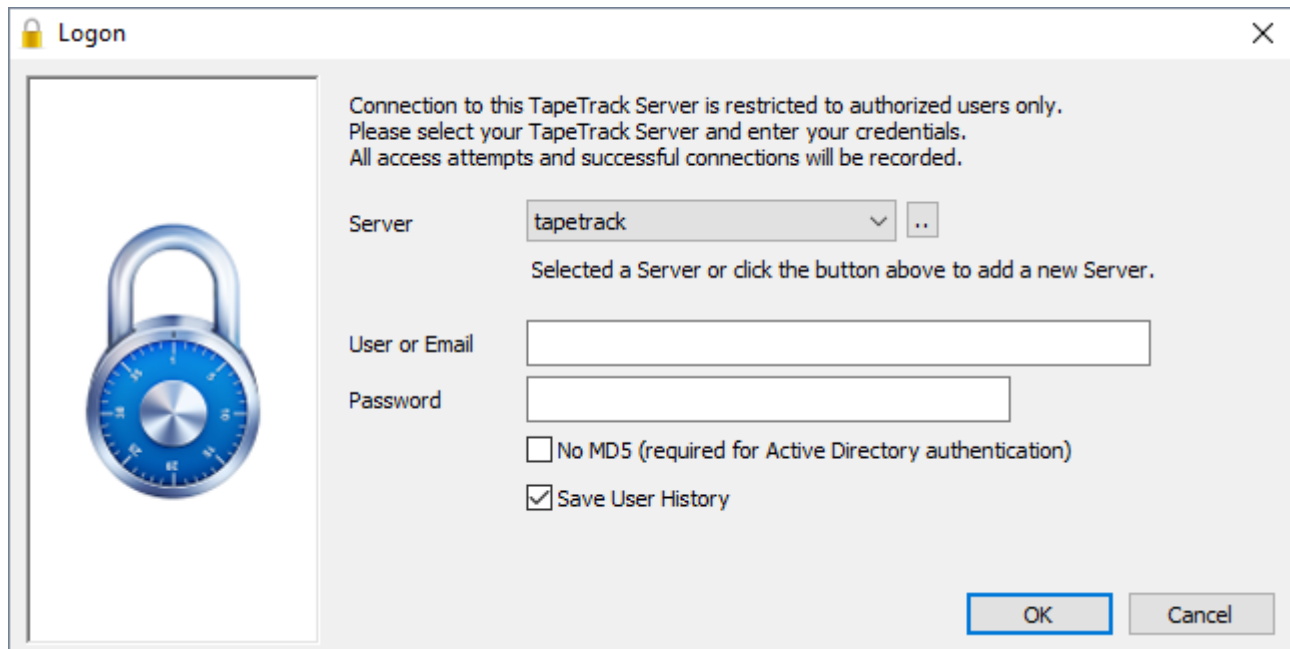 Logon
Connection to this TapeTrack Server is restricted to authorized users only.
Please select your TapeTrack Server and enter your credentials.
All access attempts and successful connections will be recorded.
Server tapetrack ..
Selected a Server or click the button above to add a new Server.
User or Email
Password
No MD5 (required for Active Directory authentication)
Save User History
OK Cancel